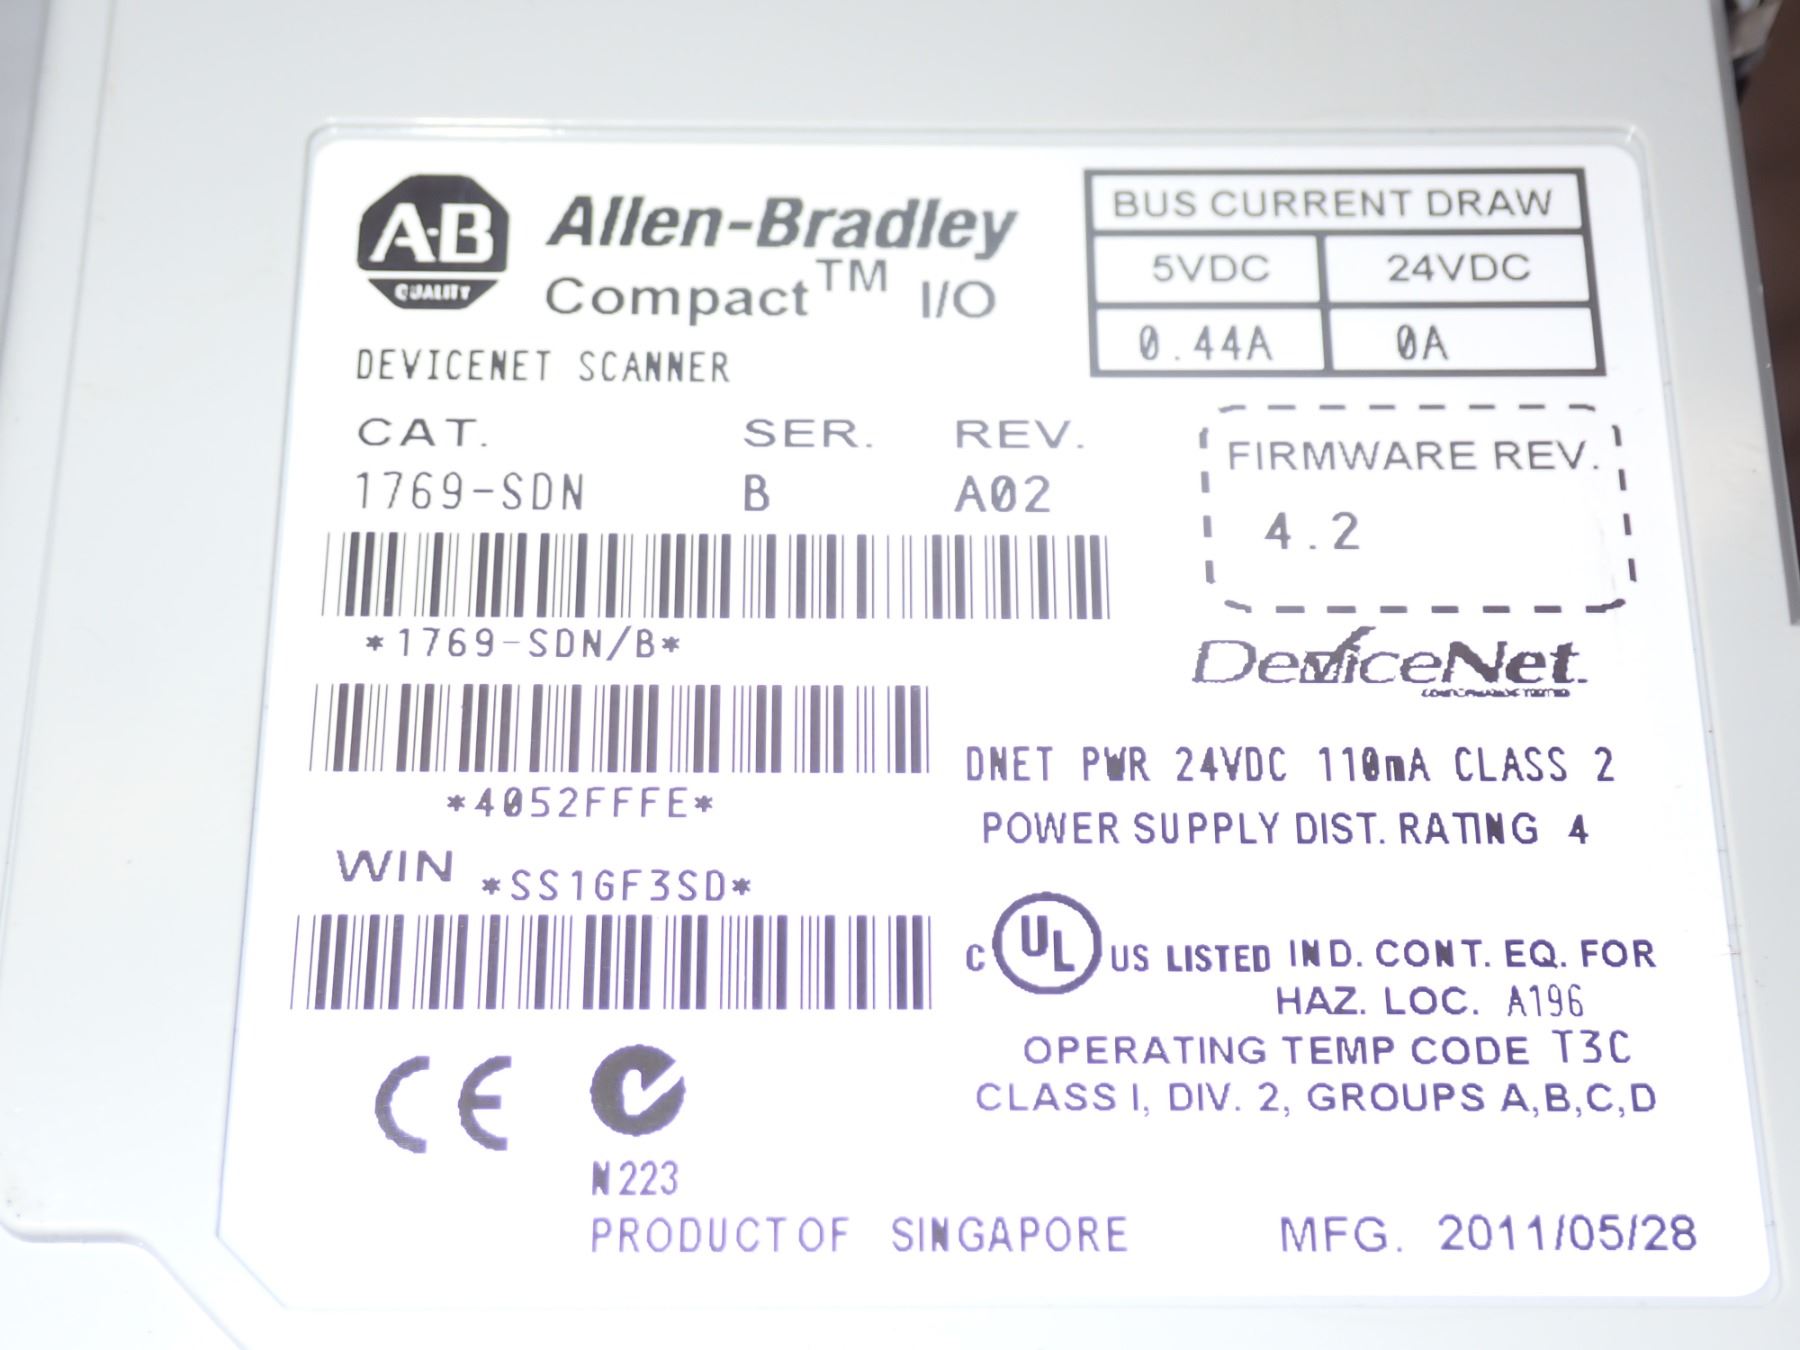 A·B
QUALITY
Allen-Bradley
Compact™ I/O
BUS CURRENT DRAW
5VDC 24VDC
0.44A 0A
DEVICENET SCANNER
CAT. SER. REV.
1769-SDN B A02
FIRMWARE REV.
4.2
*1769-SDN/B*
DeviceNet.
CONFORMANCE TESTED
*4052FFFE*
DNET PWR 24VDC 110mA CLASS 2
POWER SUPPLY DIST. RATING 4
WIN *SS1GF3SD*
C UL US LISTED IND. CONT. EQ. FOR
HAZ. LOC. A196
OPERATING TEMP CODE T3C
CLASS I, DIV. 2, GROUPS A,B,C,D
CE
N223
PRODUCT OF SINGAPORE MFG. 2011/05/28